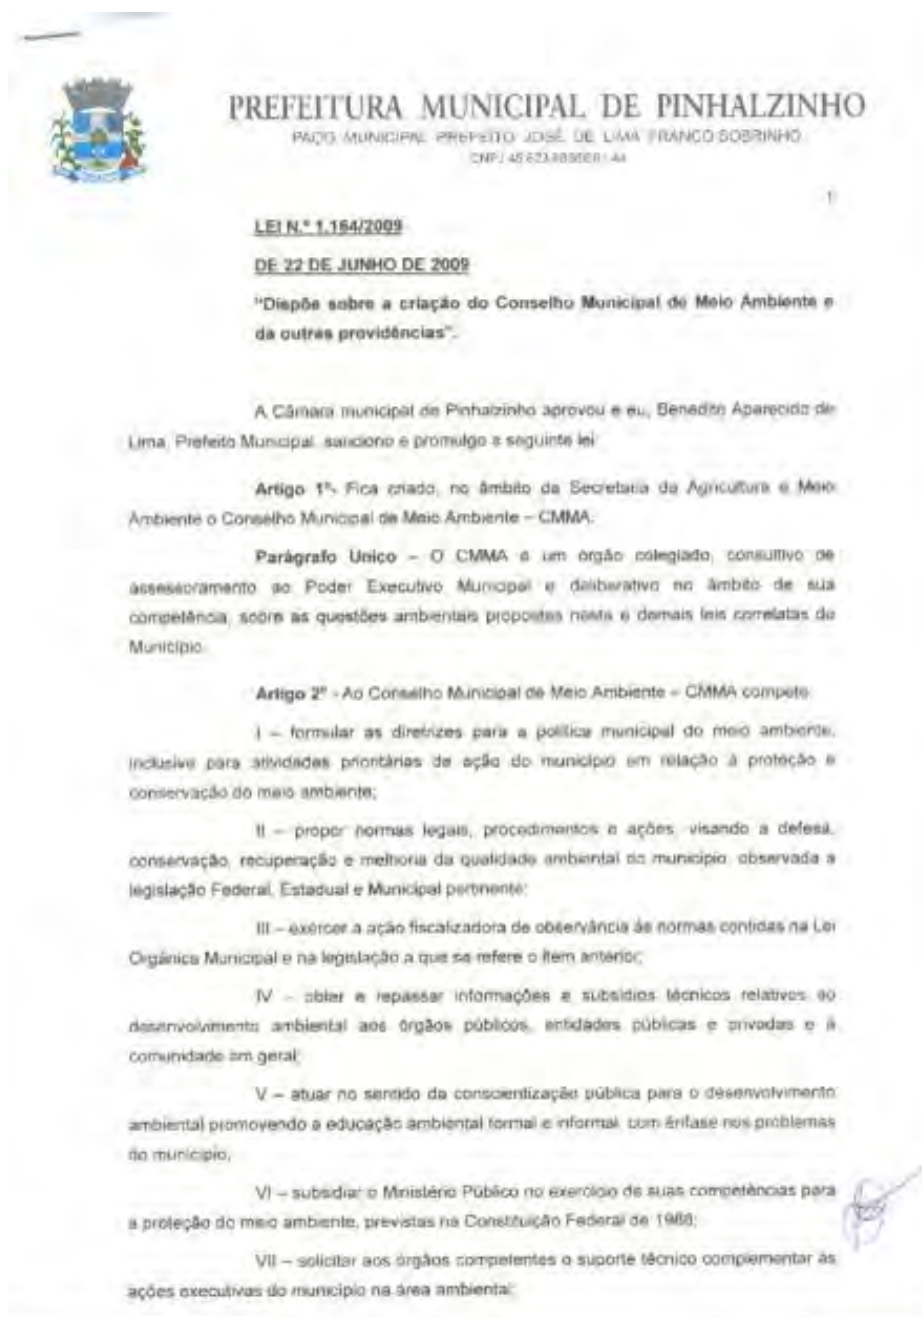 PREFEITURA MUNICIPAL DE PINHALZINHO
PAÇO MUNICIPAL PREFEITO JOSÉ DE LIMA FRANCO SOBRINHO
CNPJ
1
LEI N.º 1.164/2009
DE 22 DE JUNHO DE 2009
"Dispõe sobre a criação do Conselho Municipal de Meio Ambiente e
da outras providências".
A Câmara municipal de Pinhalzinho aprovou e eu, Benedito Aparecido de
Lima, Prefeito Municipal, sanciono e promulgo a seguinte lei:
Artigo 1º- Fica criado, no âmbito da Secretaria da Agricultura e Meio
Ambiente o Conselho Municipal de Meio Ambiente – CMMA.
Parágrafo Unico – O CMMA é um órgão colegiado, consultivo de
assessoramento ao Poder Executivo Municipal e deliberativo no âmbito de sua
competência, sobre as questões ambientais propostas nesta e demais leis correlatas do
Município.
Artigo 2º - Ao Conselho Municipal de Meio Ambiente – CMMA compete:
I – formular as diretrizes para a política municipal do meio ambiente,
inclusive para atividades prioritárias de ação do município em relação à proteção e
conservação do meio ambiente;
II – propor normas legais, procedimentos e ações, visando a defesa,
conservação, recuperação e melhoria da qualidade ambiental do município, observada a
legislação Federal, Estadual e Municipal pertinente;
III – exercer a ação fiscalizadora de observância às normas contidas na Lei
Orgânica Municipal e na legislação a que se refere o item anterior;
IV – obter e repassar informações e subsídios técnicos relativos ao
desenvolvimento ambiental aos órgãos públicos, entidades públicas e privadas e à
comunidade em geral;
V – atuar no sentido da conscientização pública para o desenvolvimento
ambiental promovendo a educação ambiental formal e informal, com ênfase nos problemas
do município;
VI – subsidiar o Ministério Público no exercício de suas competências para
a proteção do meio ambiente, previstas na Constituição Federal de 1988;
VII – solicitar aos órgãos competentes o suporte técnico complementar às
ações executivas do município na área ambiental;